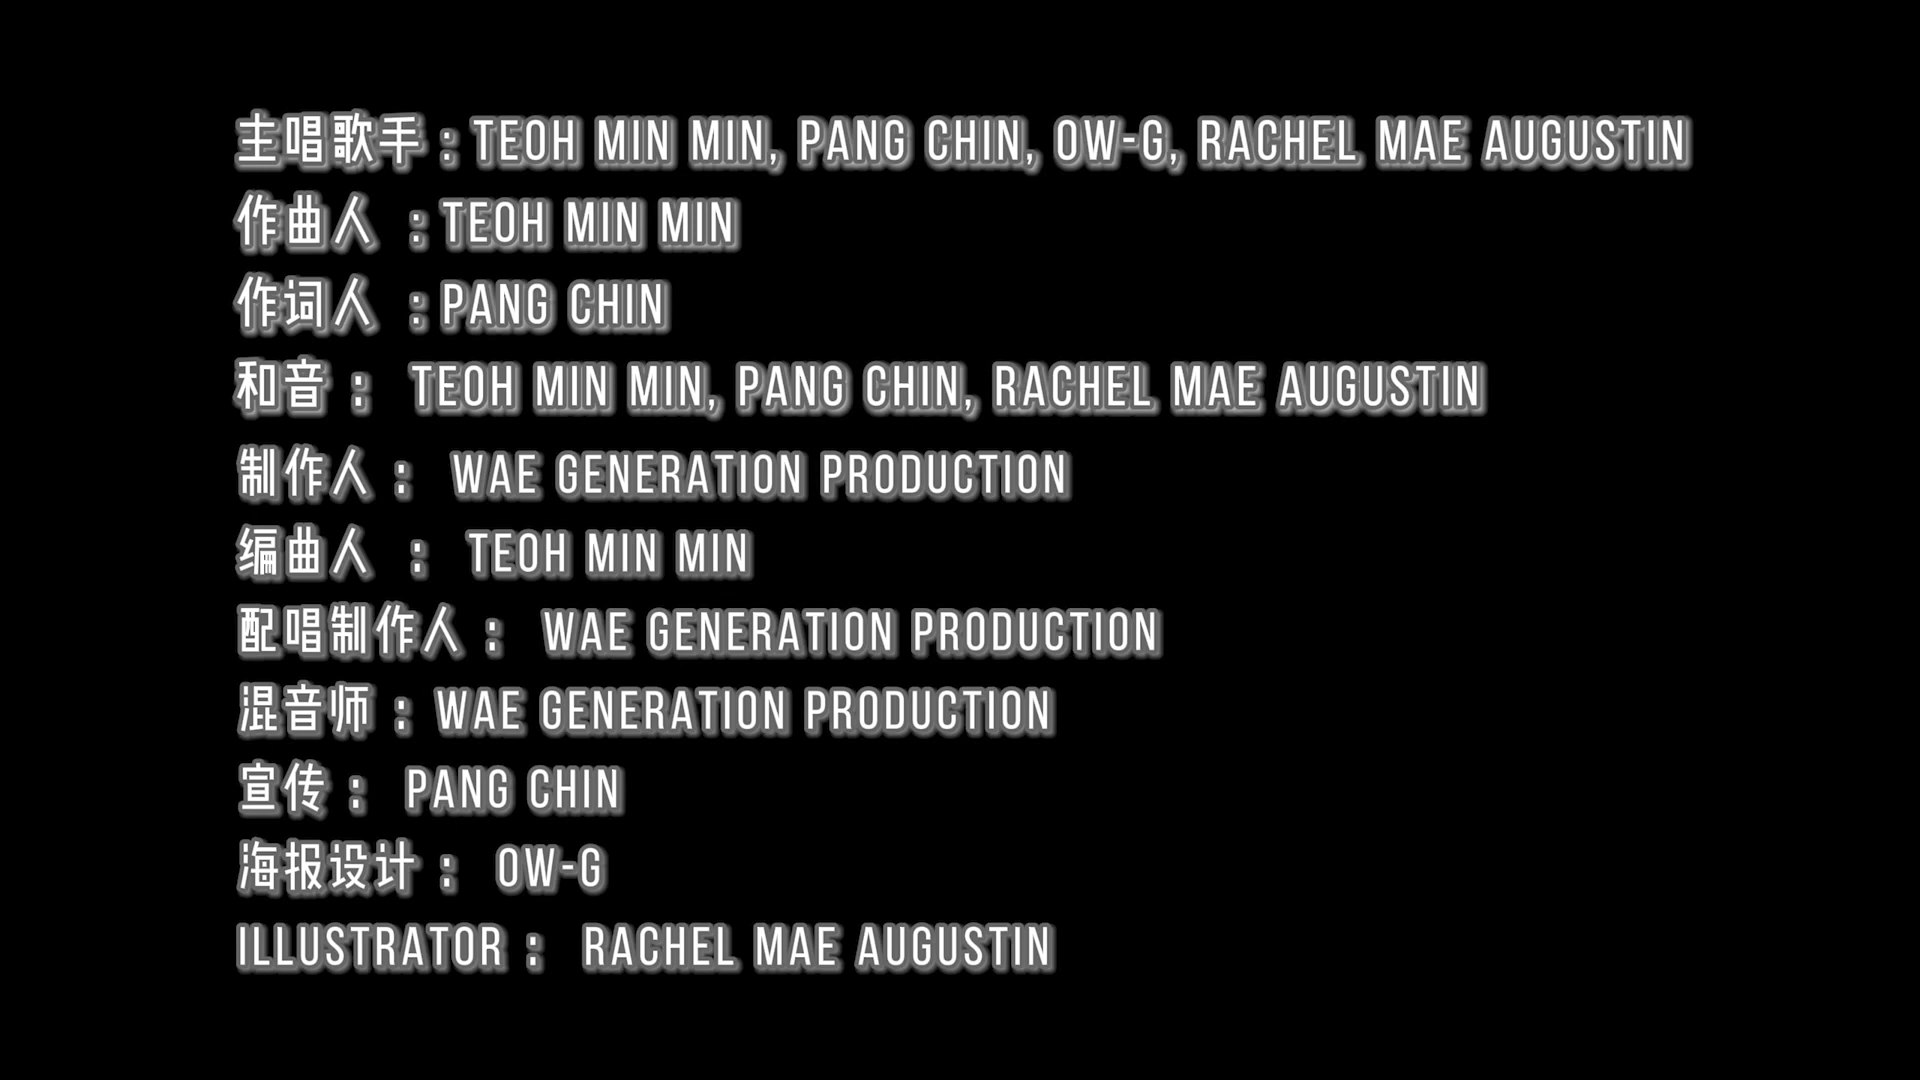 主唱歌手 : TEOH MIN MIN, PANG CHIN, OW-G, RACHEL MAE AUGUSTIN
作曲人 : TEOH MIN MIN
作词人 : PANG CHIN
和音 : TEOH MIN MIN, PANG CHIN, RACHEL MAE AUGUSTIN
制作人 : WAE GENERATION PRODUCTION
编曲人 : TEOH MIN MIN
配唱制作人 : WAE GENERATION PRODUCTION
混音师 : WAE GENERATION PRODUCTION
宣传 : PANG CHIN
海报设计 : OW-G
ILLUSTRATOR : RACHEL MAE AUGUSTIN